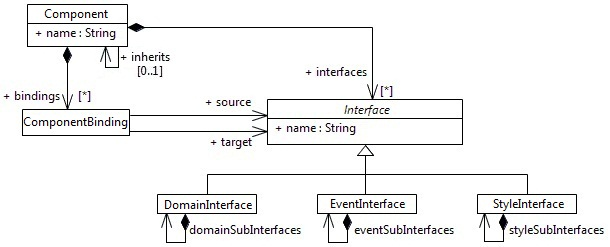 Component
+ name : String
+ inherits
[0..1]
+ interfaces
+ bindings
[*]
+ source
[*]
ComponentBinding
Interface
+ name : String
+ target
DomainInterface
EventInterface
StyleInterface
domainSubInterfaces
eventSubInterfaces
styleSubInterfaces